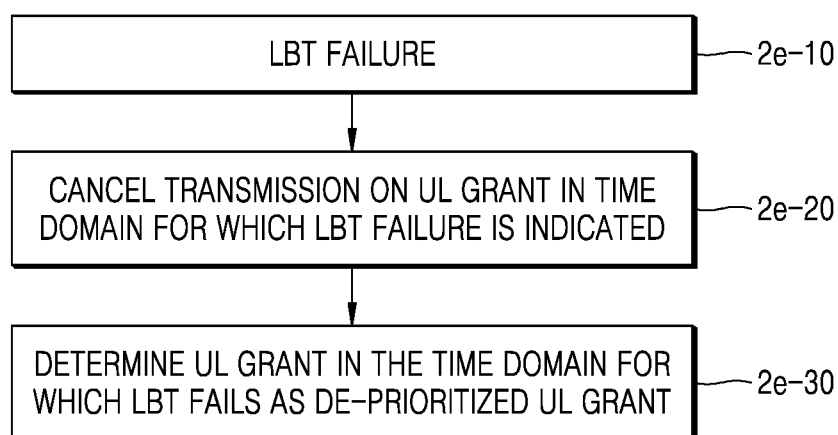 LBT FAILURE
2e-10
CANCEL TRANSMISSION ON UL GRANT IN TIME
DOMAIN FOR WHICH LBT FAILURE IS INDICATED
2e-20
DETERMINE UL GRANT IN THE TIME DOMAIN FOR
WHICH LBT FAILS AS DE-PRIORITIZED UL GRANT
2e-30